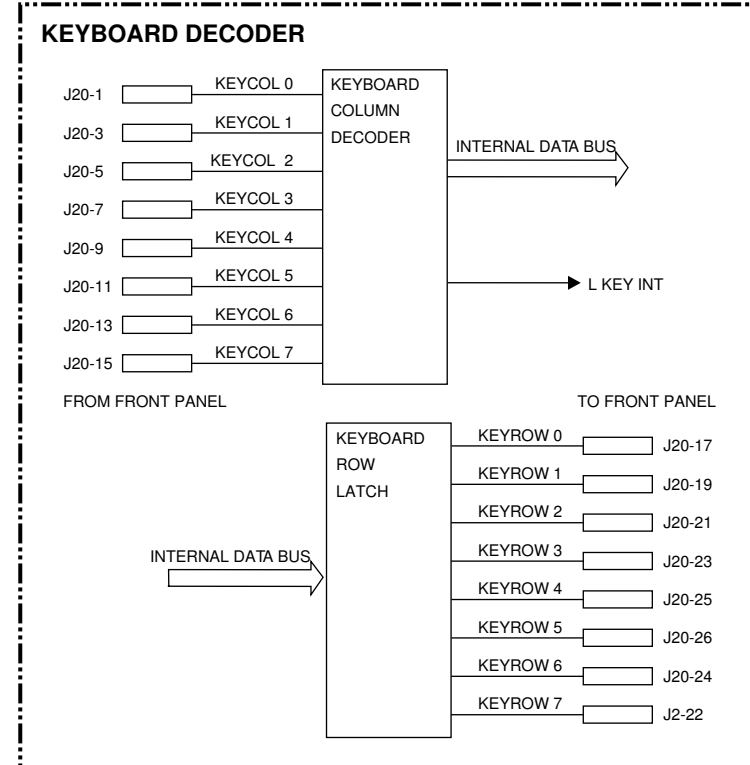 KEYBOARD DECODER
J20-1 KEYCOL 0
J20-3 KEYCOL 1
J20-5 KEYCOL 2
J20-7 KEYCOL 3
J20-9 KEYCOL 4
J20-11 KEYCOL 5
J20-13 KEYCOL 6
J20-15 KEYCOL 7
KEYBOARD
COLUMN
DECODER
INTERNAL DATA BUS
L KEY INT
FROM FRONT PANEL
TO FRONT PANEL
INTERNAL DATA BUS
KEYBOARD
ROW
LATCH
KEYROW 0 J20-17
KEYROW 1 J20-19
KEYROW 2 J20-21
KEYROW 3 J20-23
KEYROW 4 J20-25
KEYROW 5 J20-26
KEYROW 6 J20-24
KEYROW 7 J2-22